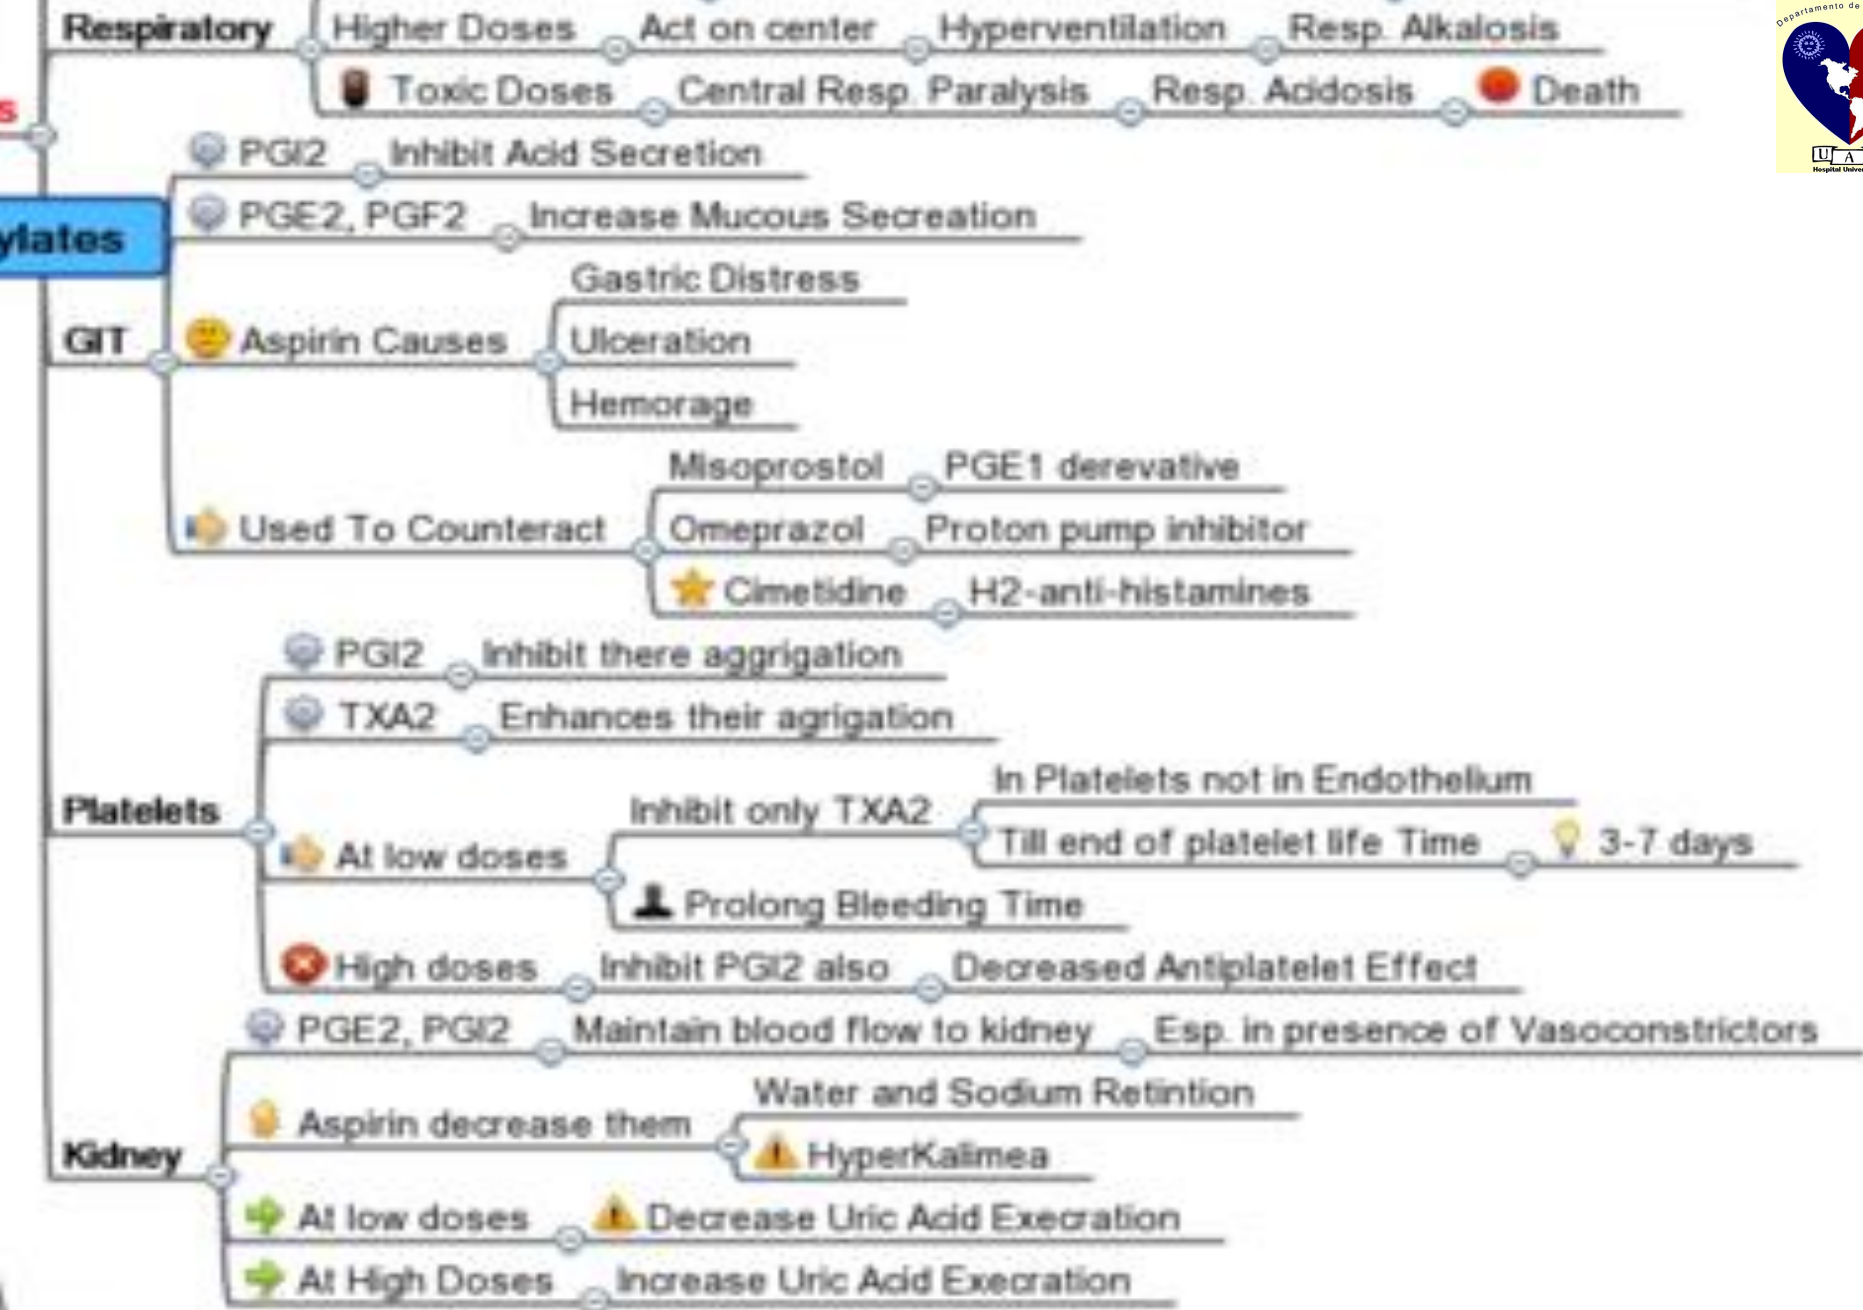 Respiratory
Higher Doses Act on center Hyperventilation Resp. Alkalosis
Toxic Doses Central Resp. Paralysis Resp. Acidosis Death
s
ylates
GIT
PGI2 Inhibit Acid Secretion
PGE2, PGF2 Increase Mucous Secreation
Aspirin Causes
Gastric Distress
Ulceration
Hemorage
Used To Counteract
Misoprostol PGE1 derevative
Omeprazol Proton pump inhibitor
Cimetidine H2-anti-histamines
Platelets
PGI2 Inhibit there aggrigation
TXA2 Enhances their agrigation
At low doses
Inhibit only TXA2
In Platelets not in Endothelium
Till end of platelet life Time 3-7 days
Prolong Bleeding Time
High doses Inhibit PGI2 also Decreased Antiplatelet Effect
Kidney
PGE2, PGI2 Maintain blood flow to kidney Esp. in presence of Vasoconstrictors
Aspirin decrease them
Water and Sodium Retintion
HyperKalimea
At low doses Decrease Uric Acid Execration
At High Doses Increase Uric Acid Execration
Departamento de
U A
Hospital Univer